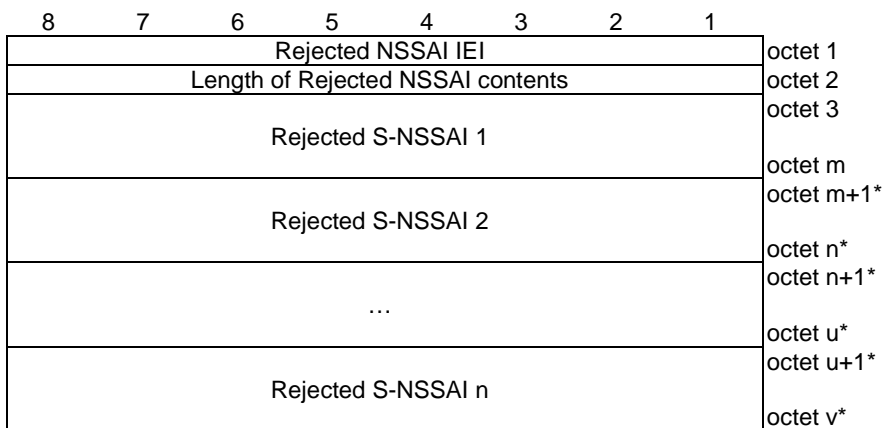 8 7 6 5 4 3 2 1
Rejected NSSAI IEI octet 1
Length of Rejected NSSAI contents octet 2
octet 3
Rejected S-NSSAI 1
octet m
octet m+1*
Rejected S-NSSAI 2
octet n*
octet n+1*
…
octet u*
octet u+1*
Rejected S-NSSAI n
octet v*